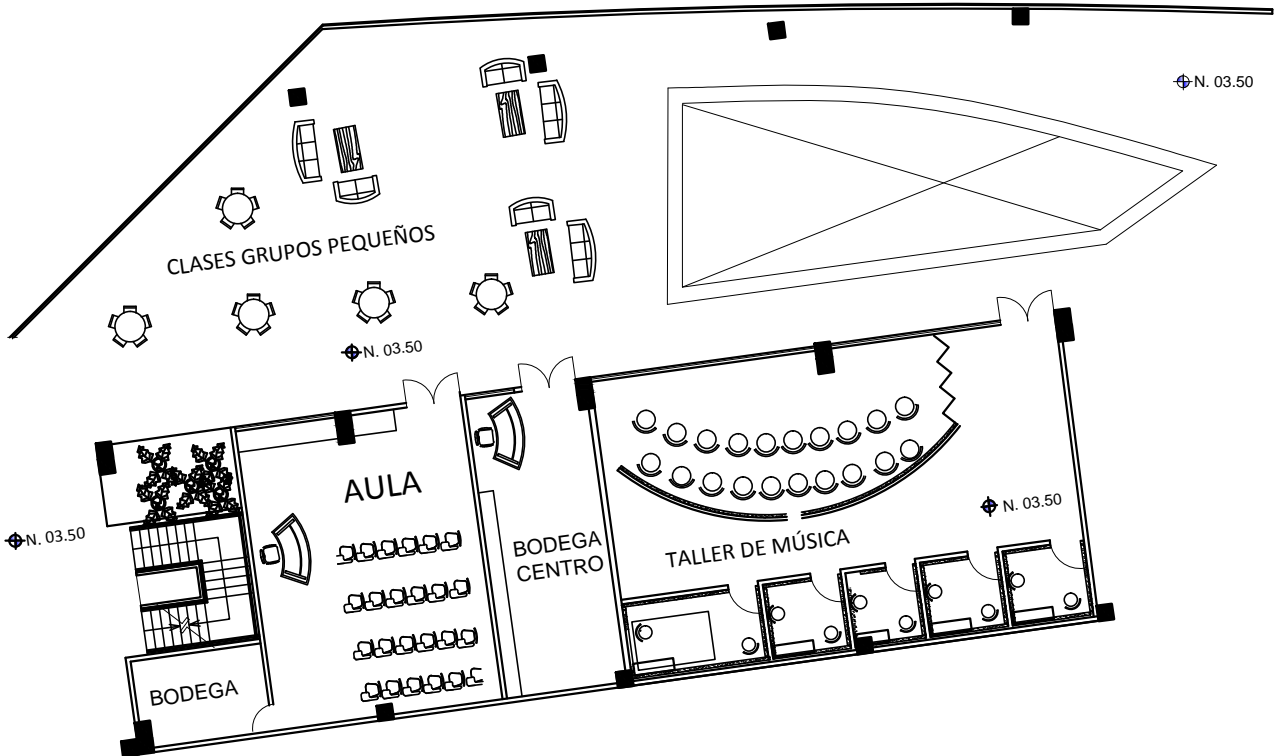 N. 03.50
CLASES GRUPOS PEQUEÑOS
N. 03.50
AULA
N. 03.50
N. 03.50
BODEGA
CENTRO
TALLER DE MÚSICA
BODEGA